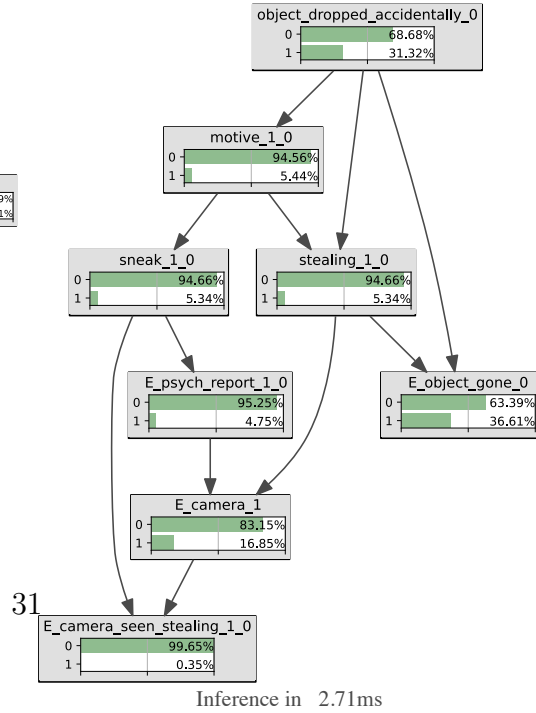 object_dropped_accidentally_0
0 68.68%
1 31.32%
motive_1_0
0 94.56%
1 5.44%
9%
1%
sneak_1_0
0 94.66%
1 5.34%
stealing_1_0
0 94.66%
1 5.34%
E_psych_report_1_0
0 95.25%
1 4.75%
E_object_gone_0
0 63.39%
1 36.61%
E_camera_1
0 83.15%
1 16.85%
31
E_camera_seen_stealing_1_0
0 99.65%
1 0.35%
Inference in 2.71ms